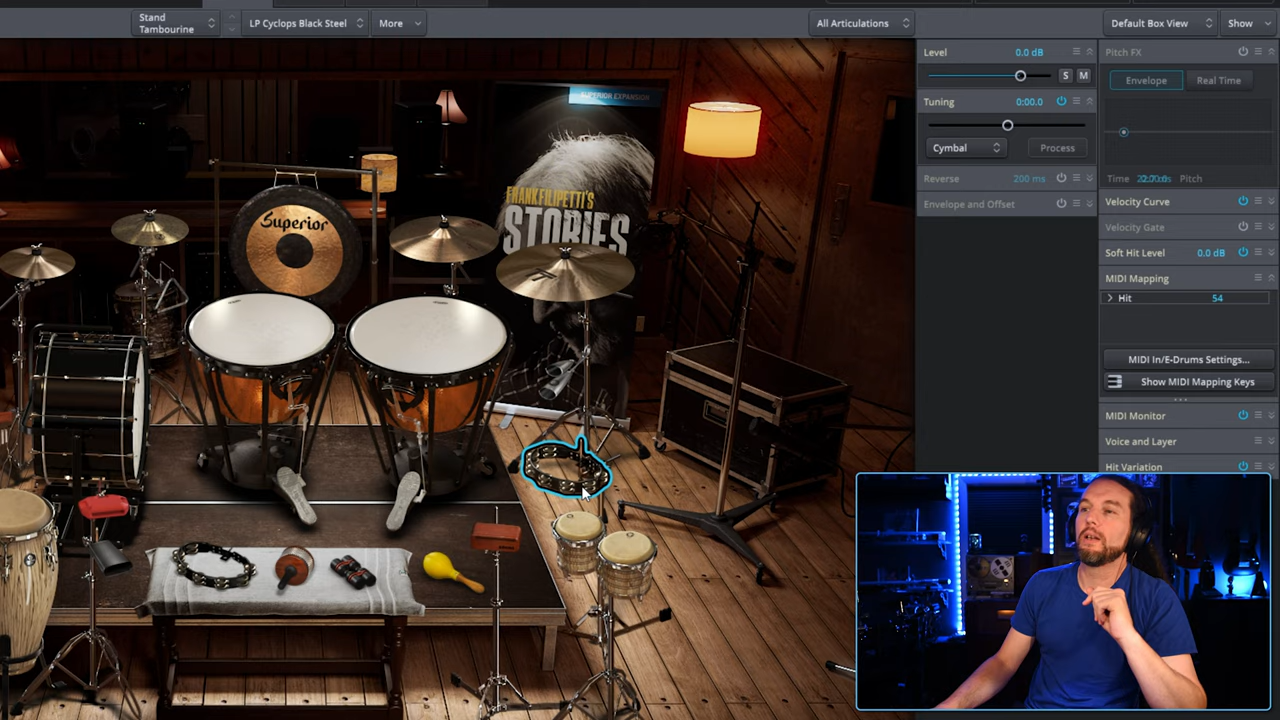 Stand
Tambourine
LP Cyclops Black Steel
More
All Articulations
Default Box View
Show
Level
0.0 dB
S
M
Tuning
0:00.0
Cymbal
Process
Reverse
200 ms
Envelope and Offset
Pitch FX
Envelope
Real Time
Time
Pitch
Velocity Curve
Velocity Gate
Soft Hit Level
0.0 dB
MIDI Mapping
Hit
54
MIDI In/E-Drums Settings...
Show MIDI Mapping Keys
MIDI Monitor
Voice and Layer
Hit Variation
SUPERIOR EXPANSION
FRANK FILIPETTI'S
STORIES
Superior